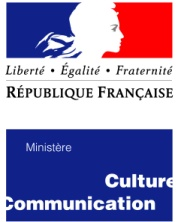 Liberté • Égalité • Fraternité
RÉPUBLIQUE FRANÇAISE
Ministère
Culture
Communication